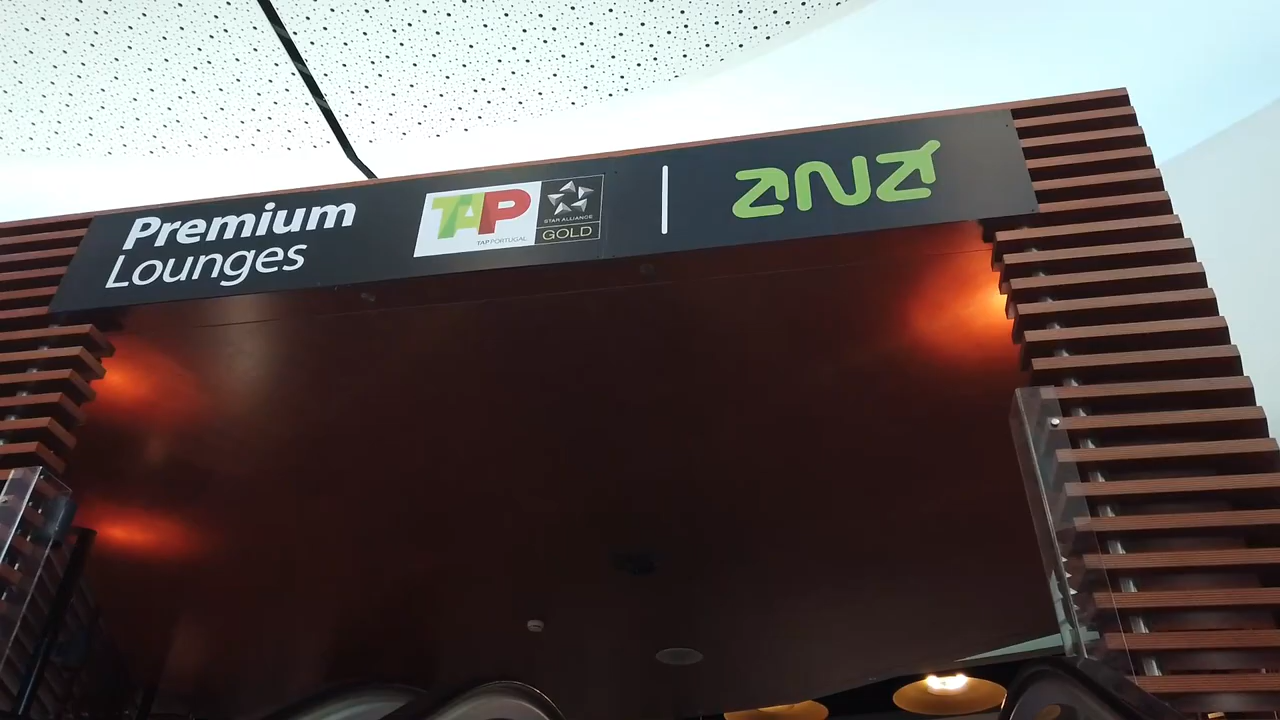 Premium
Lounges
TAP
TAP PORTUGAL
STAR ALLIANCE
GOLD
ANA